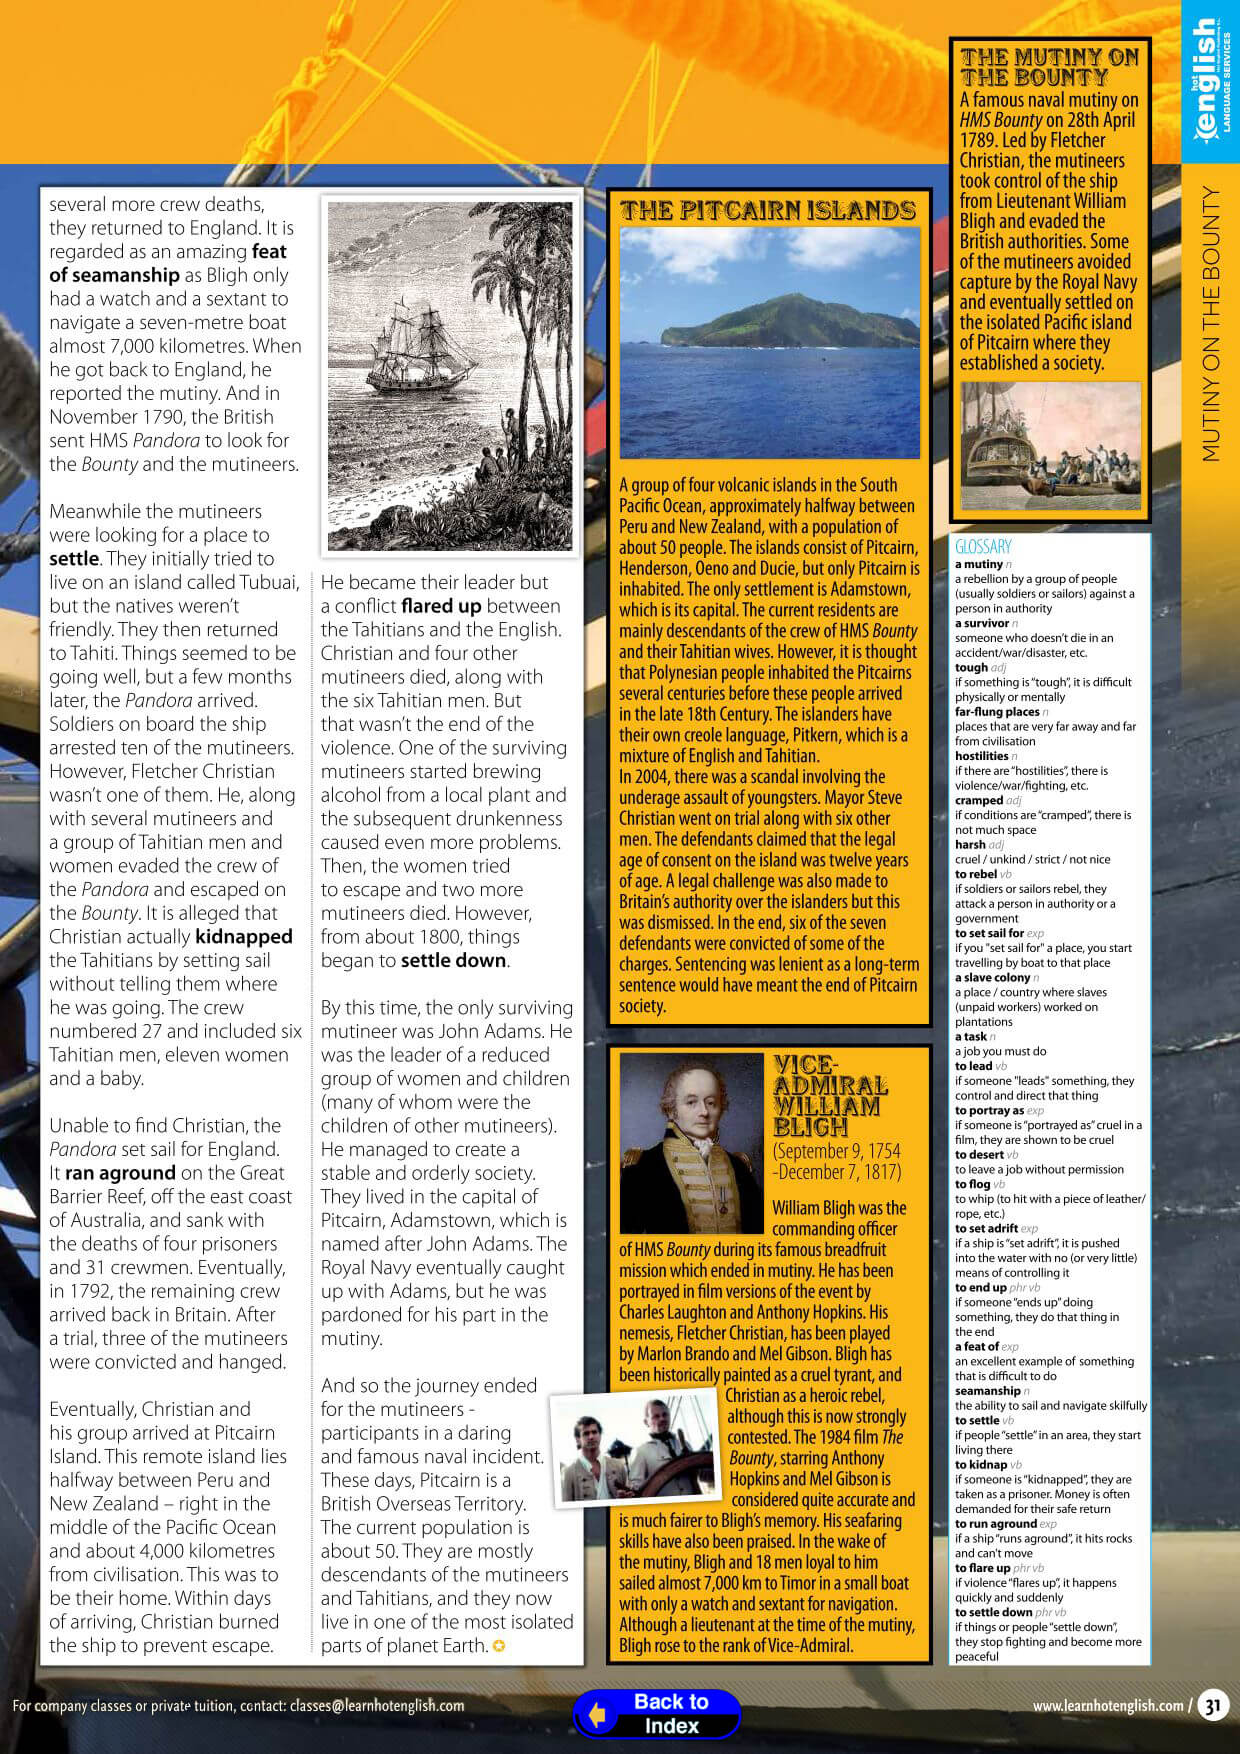 several more crew deaths,
they returned to England. It is
regarded as an amazing feat
of seamanship as Bligh only
had a watch and a sextant to
navigate a seven-metre boat
almost 7,000 kilometres. When
he got back to England, he
reported the mutiny. And in
November 1790, the British
sent HMS Pandora to look for
the Bounty and the mutineers.
Meanwhile the mutineers
were looking for a place to
settle. They initially tried to
live on an island called Tubuai,
but the natives weren't
friendly. They then returned
to Tahiti. Things seemed to be
going well, but a few months
later, the Pandora arrived.
Soldiers on board the ship
arrested ten of the mutineers.
However, Fletcher Christian
wasn't one of them. He, along
with several mutineers and
a group of Tahitian men and
women evaded the crew of
the Pandora and escaped on
the Bounty. It is alleged that
Christian actually kidnapped
the Tahitians by setting sail
without telling them where
he was going. The crew
numbered 27 and included six
Tahitian men, eleven women
and a baby.
Unable to find Christian, the
Pandora set sail for England.
It ran aground on the Great
Barrier Reef, off the east coast
of Australia, and sank with
the deaths of four prisoners
and 31 crewmen. Eventually,
in 1792, the remaining crew
arrived back in Britain. After
a trial, three of the mutineers
were convicted and hanged.
Eventually, Christian and
his group arrived at Pitcairn
Island. This remote island lies
halfway between Peru and
New Zealand – right in the
middle of the Pacific Ocean
and about 4,000 kilometres
from civilisation. This was to
be their home. Within days
of arriving, Christian burned
the ship to prevent escape.
He became their leader but
a conflict flared up between
the Tahitians and the English.
Christian and four other
mutineers died, along with
the six Tahitian men. But
that wasn't the end of the
violence. One of the surviving
mutineers started brewing
alcohol from a local plant and
the subsequent drunkenness
caused even more problems.
Then, the women tried
to escape and two more
mutineers died. However,
from about 1800, things
began to settle down.
By this time, the only surviving
mutineer was John Adams. He
was the leader of a reduced
group of women and children
(many of whom were the
children of other mutineers).
He managed to create a
stable and orderly society.
They lived in the capital of
Pitcairn, Adamstown, which is
named after John Adams. The
Royal Navy eventually caught
up with Adams, but he was
pardoned for his part in the
mutiny.
And so the journey ended
for the mutineers -
participants in a daring
and famous naval incident.
These days, Pitcairn is a
British Overseas Territory.
The current population is
about 50. They are mostly
descendants of the mutineers
and Tahitians, and they now
live in one of the most isolated
parts of planet Earth.
THE PITCAIRN ISLANDS
A group of four volcanic islands in the South
Pacific Ocean, approximately halfway between
Peru and New Zealand, with a population of
about 50 people. The islands consist of Pitcairn,
Henderson, Oeno and Ducie, but only Pitcairn is
inhabited. The only settlement is Adamstown,
which is its capital. The current residents are
mainly descendants of the crew of HMS Bounty
and their Tahitian wives. However, it is thought
that Polynesian people inhabited the Pitcairns
several centuries before these people arrived
in the late 18th Century. The islanders have
their own creole language, Pitkern, which is a
mixture of English and Tahitian.
In 2004, there was a scandal involving the
underage assault of youngsters. Mayor Steve
Christian went on trial along with six other
men. The defendants claimed that the legal
age of consent on the island was twelve years
of age. A legal challenge was also made to
Britain's authority over the islanders but this
was dismissed. In the end, six of the seven
defendants were convicted of some of the
charges. Sentencing was lenient as a long-term
sentence would have meant the end of Pitcairn
society.
VICE-
ADMIRAL
WILLIAM
BLIGH
(September 9, 1754
-December 7, 1817)
William Bligh was the
commanding officer
of HMS Bounty during its famous breadfruit
mission which ended in mutiny. He has been
portrayed in film versions of the event by
Charles Laughton and Anthony Hopkins. His
nemesis, Fletcher Christian, has been played
by Marlon Brando and Mel Gibson. Bligh has
been historically painted as a cruel tyrant, and
Christian as a heroic rebel,
although this is now strongly
contested. The 1984 film The
Bounty, starring Anthony
Hopkins and Mel Gibson is
considered quite accurate and
is much fairer to Bligh's memory. His seafaring
skills have also been praised. In the wake of
the mutiny, Bligh and 18 men loyal to him
sailed almost 7,000 km to Timor in a small boat
with only a watch and sextant for navigation.
Although a lieutenant at the time of the mutiny,
Bligh rose to the rank of Vice-Admiral.
THE MUTINY ON
THE BOUNTY
A famous naval mutiny on
HMS Bounty on 28th April
1789. Led by Fletcher
Christian, the mutineers
took control of the ship
from Lieutenant William
Bligh and evaded the
British authorities. Some
of the mutineers avoided
capture by the Royal Navy
and eventually settled on
the isolated Pacific island
of Pitcairn where they
established a society.
GLOSSARY
a mutiny n
a rebellion by a group of people
(usually soldiers or sailors) against a
person in authority
a survivor n
someone who doesn't die in an
accident/war/disaster, etc.
tough adj
if something is "tough", it is difficult
physically or mentally
far-flung places n
places that are very far away and far
from civilisation
hostilities n
if there are "hostilities", there is
violence/war/fighting, etc.
cramped adj
if conditions are "cramped", there is
not much space
harsh adj
cruel / unkind / strict / not nice
to rebel vb
if soldiers or sailors rebel, they
attack a person in authority or a
government
to set sail for exp
if you "set sail for" a place, you start
travelling by boat to that place
a slave colony n
a place / country where slaves
(unpaid workers) worked on
plantations
a task n
a job you must do
to lead vb
if someone "leads" something, they
control and direct that thing
to portray as exp
if someone is "portrayed as" cruel in a
film, they are shown to be cruel
to desert vb
to leave a job without permission
to flog vb
to whip (to hit with a piece of leather/
rope, etc.)
to set adrift exp
if a ship is "set adrift", it is pushed
into the water with no (or very little)
means of controlling it
to end up phr vb
if someone "ends up" doing
something, they do that thing in
the end
a feat of exp
an excellent example of something
that is difficult to do
seamanship n
the ability to sail and navigate skilfully
to settle vb
if people "settle" in an area, they start
living there
to kidnap vb
if someone is "kidnapped", they are
taken as a prisoner. Money is often
demanded for their safe return
to run aground exp
if a ship "runs aground", it hits rocks
and can't move
to flare up phr vb
if violence "flares up", it happens
quickly and suddenly
to settle down phr vb
if things or people "settle down",
they stop fighting and become more
peaceful
hot
english
LANGUAGE SERVICES
MUTINY ON THE BOUNTY
For company classes or private tuition, contact: classes@learnhotenglish.com
Back to
Index
www.learnhotenglish.com / 31